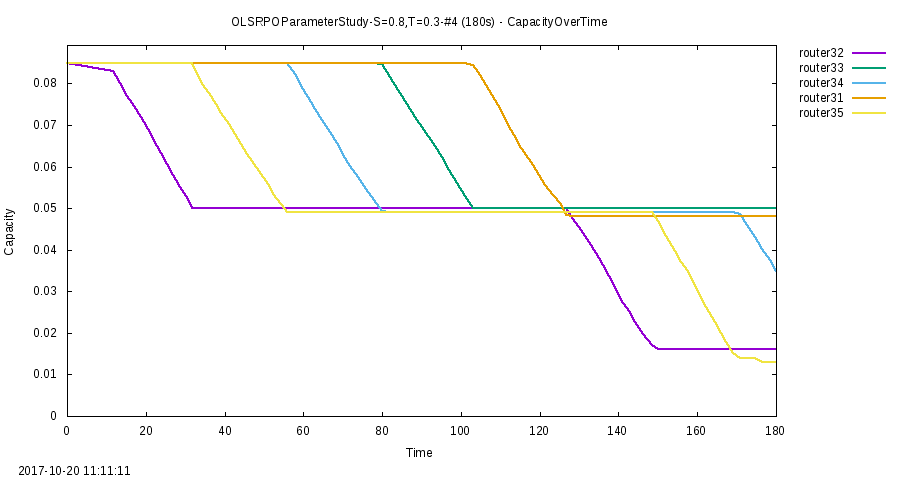 OLSRPOParameterStudy-S=0.8,T=0.3-#4 (180s) - CapacityOverTime
router32
router33
router34
router31
router35
0.08
0.07
0.06
0.05
0.04
0.03
0.02
0.01
0
Capacity
0 20 40 60 80 100 120 140 160 180
Time
2017-10-20 11:11:11